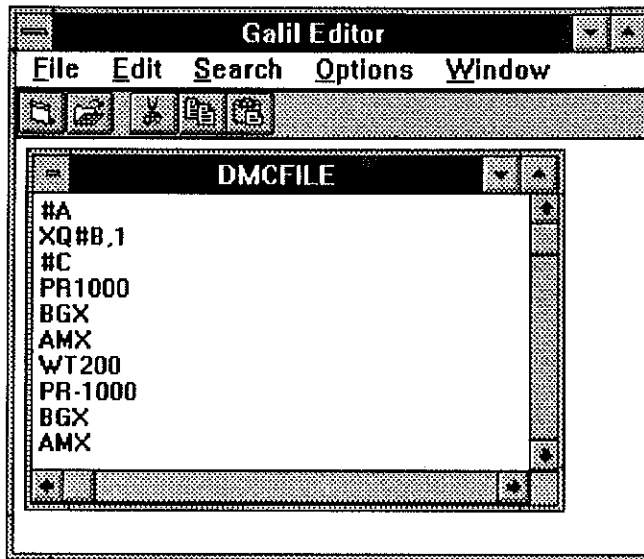 Galil Editor
File Edit Search Options Window
DMCFILE
#A
XQ#B,1
#C
PR1000
BGX
AMX
WT200
PR-1000
BGX
AMX